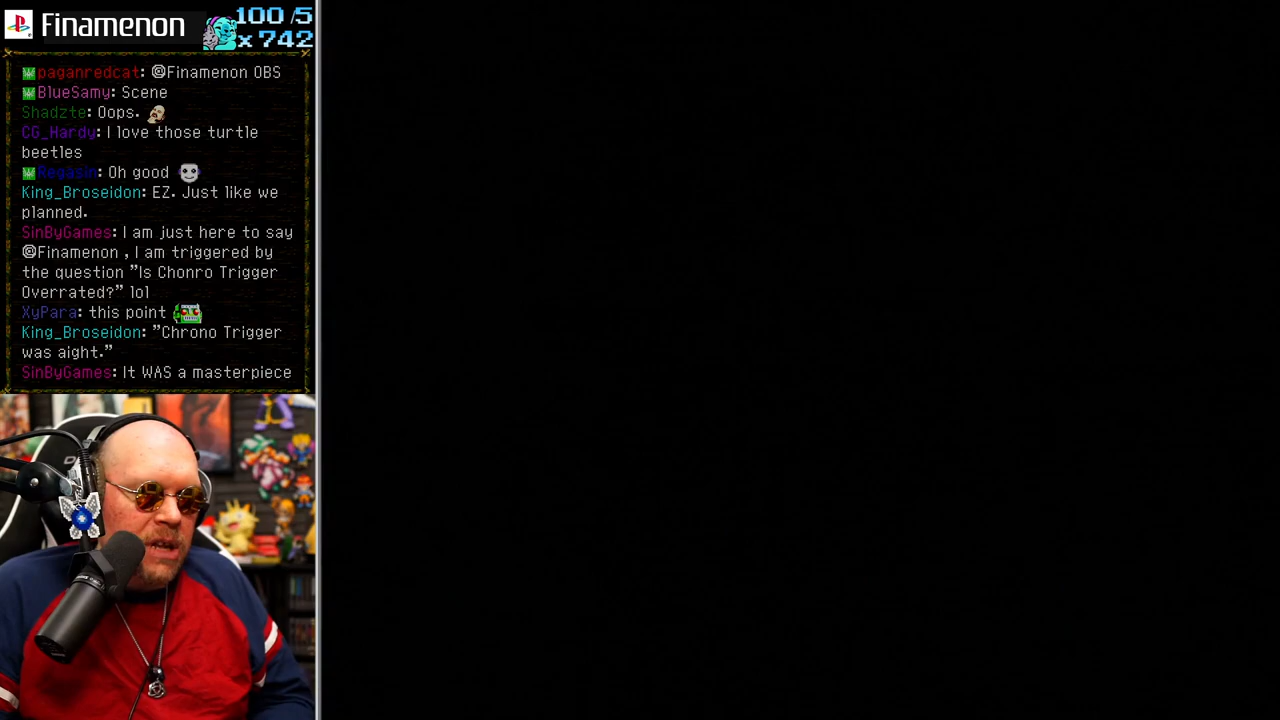 Finamenon
100/5
x 742
paganredcat: @Finamenon OBS
BlueSamy: Scene
Shadzte: Oops.
CG_Hardy: I love those turtle
beetles
Regasin: Oh good
King_Broseidon: EZ. Just like we
planned.
SinByGames: I am just here to say
@Finamenon , I am triggered by
the question "Is Chonro Trigger
Overrated?" lol
XyPara: this point
King_Broseidon: "Chrono Trigger
was aight."
SinByGames: It WAS a masterpiece